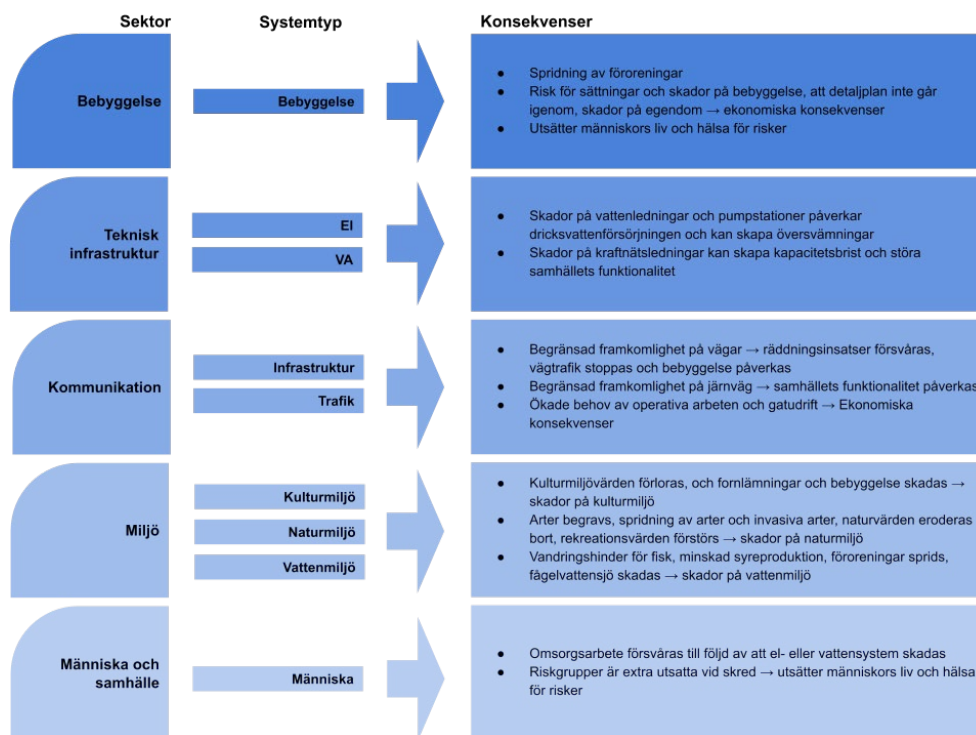 Sektor
Systemtyp
Konsekvenser
Bebyggelse
Bebyggelse
● Spridning av föroreningar
● Risk för sättningar och skador på bebyggelse, att detaljplan inte går
igenom, skador på egendom → ekonomiska konsekvenser
● Utsätter människors liv och hälsa för risker
Teknisk
infrastruktur
El
VA
● Skador på vattenledningar och pumpstationer påverkar
dricksvattenförsörjningen och kan skapa översvämningar
● Skador på kraftnätsledningar kan skapa kapacitetsbrist och störa
samhällets funktionalitet
Kommunikation
Infrastruktur
Trafik
● Begränsad framkomlighet på vägar → räddningsinsatser försvåras,
vägtrafik stoppas och bebyggelse påverkas
● Begränsad framkomlighet på järnväg → samhällets funktionalitet påverkas
● Ökade behov av operativa arbeten och gatudrift → Ekonomiska
konsekvenser
Miljö
Kulturmiljö
Naturmiljö
Vattenmiljö
● Kulturmiljövärden förloras, och fornlämningar och bebyggelse skadas →
skador på kulturmiljö
● Arter begravs, spridning av arter och invasiva arter, naturvärden eroderas
bort, rekreationsvärden förstörs → skador på naturmiljö
● Vandringshinder för fisk, minskad syreproduktion, föroreningar sprids,
fågelvattensjö skadas → skador på vattenmiljö
Människa och
samhälle
Människa
● Omsorgsarbete försvåras till följd av att el- eller vattensystem skadas
● Riskgrupper är extra utsatta vid skred → utsätter människors liv och hälsa
för risker